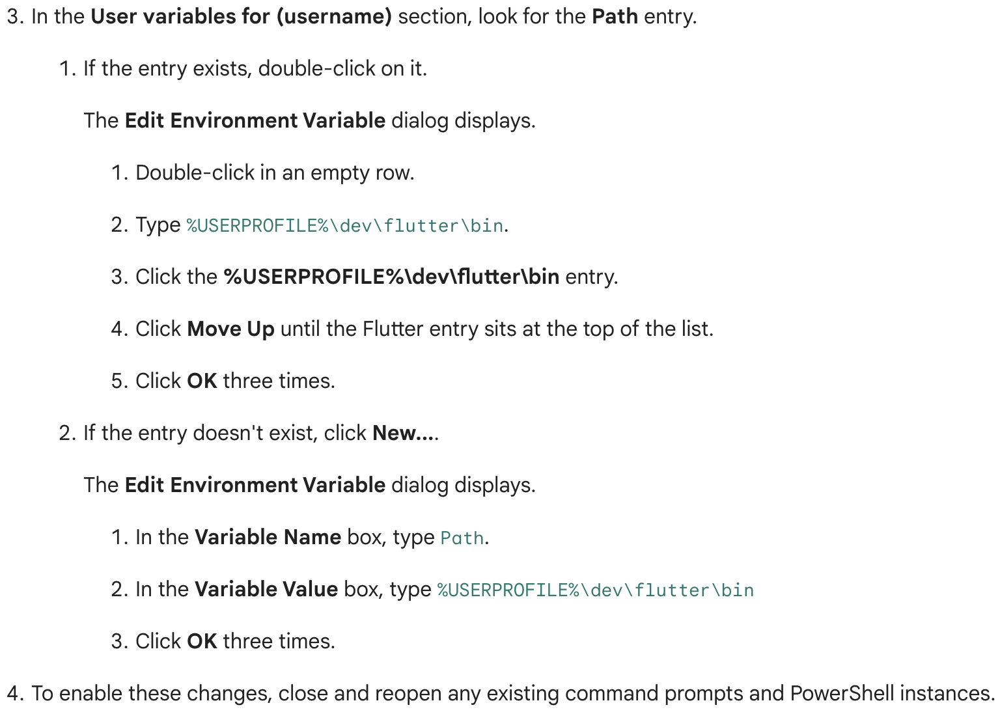 3. In the User variables for (username) section, look for the Path entry.
1. If the entry exists, double-click on it.
The Edit Environment Variable dialog displays.
1. Double-click in an empty row.
2. Type %USERPROFILE%\dev\flutter\bin.
3. Click the %USERPROFILE%\dev\flutter\bin entry.
4. Click Move Up until the Flutter entry sits at the top of the list.
5. Click OK three times.
2. If the entry doesn't exist, click New....
The Edit Environment Variable dialog displays.
1. In the Variable Name box, type Path.
2. In the Variable Value box, type %USERPROFILE%\dev\flutter\bin
3. Click OK three times.
4. To enable these changes, close and reopen any existing command prompts and PowerShell instances.